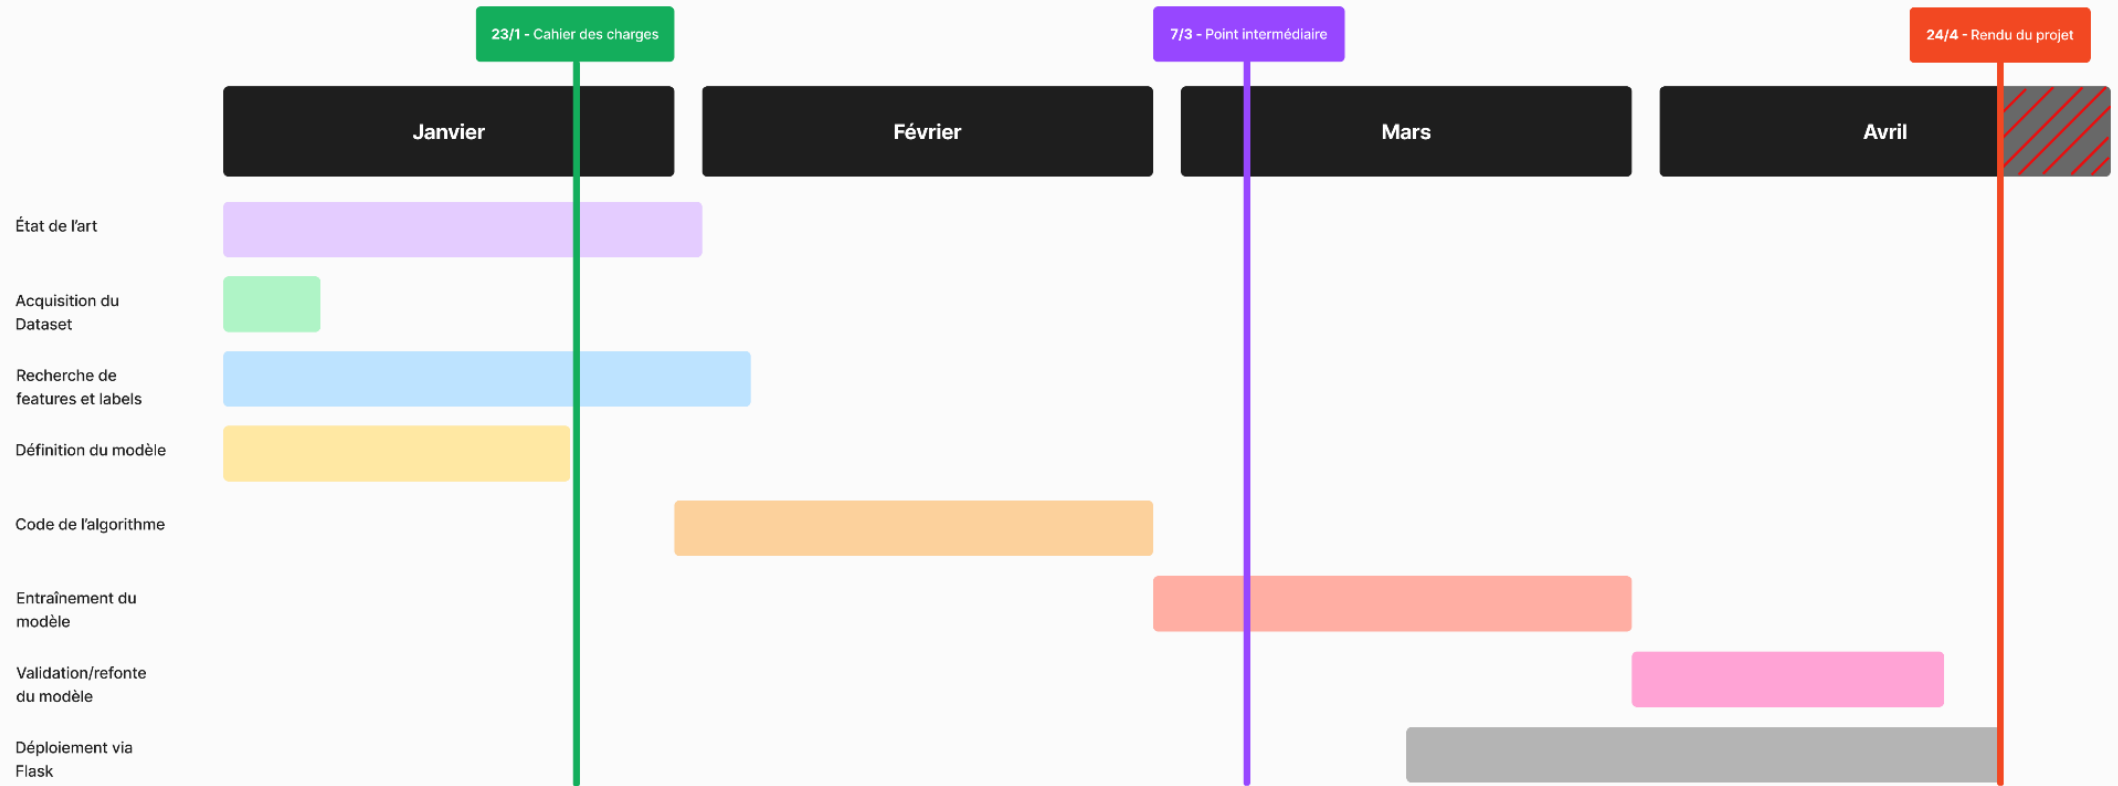 23/1 - Cahier des charges
7/3 - Point intermédiaire
24/4 - Rendu du projet
Janvier
Février
Mars
Avril
État de l'art
Acquisition du
Dataset
Recherche de
features et labels
Définition du modèle
Code de l'algorithme
Entraînement du
modèle
Validation/refonte
du modèle
Déploiement via
Flask